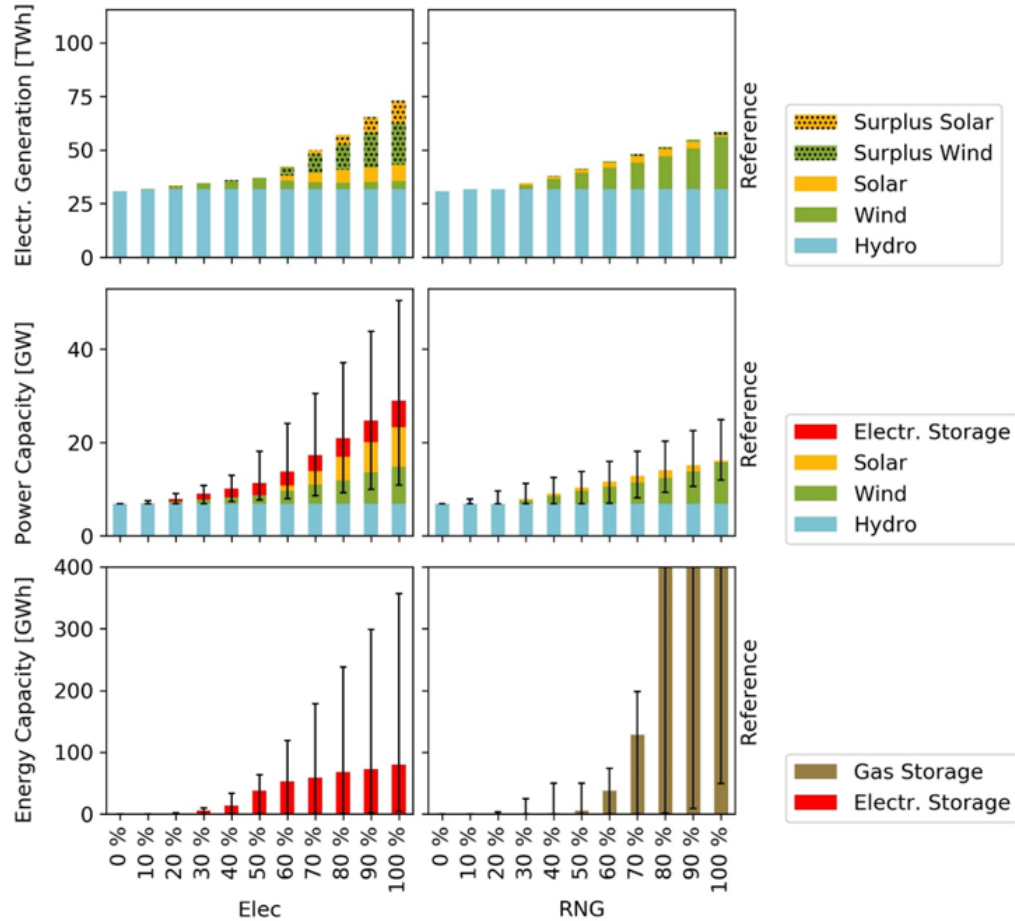 Electr. Generation [TWh]
100
75
50
25
0
Reference
Surplus Solar
Surplus Wind
Solar
Wind
Hydro
Power Capacity [GW]
40
20
0
Reference
Electr. Storage
Solar
Wind
Hydro
Energy Capacity [GWh]
400
300
200
100
0
Reference
Gas Storage
Electr. Storage
0 % 10 % 20 % 30 % 40 % 50 % 60 % 70 % 80 % 90 % 100 %
0 % 10 % 20 % 30 % 40 % 50 % 60 % 70 % 80 % 90 % 100 %
Elec
RNG